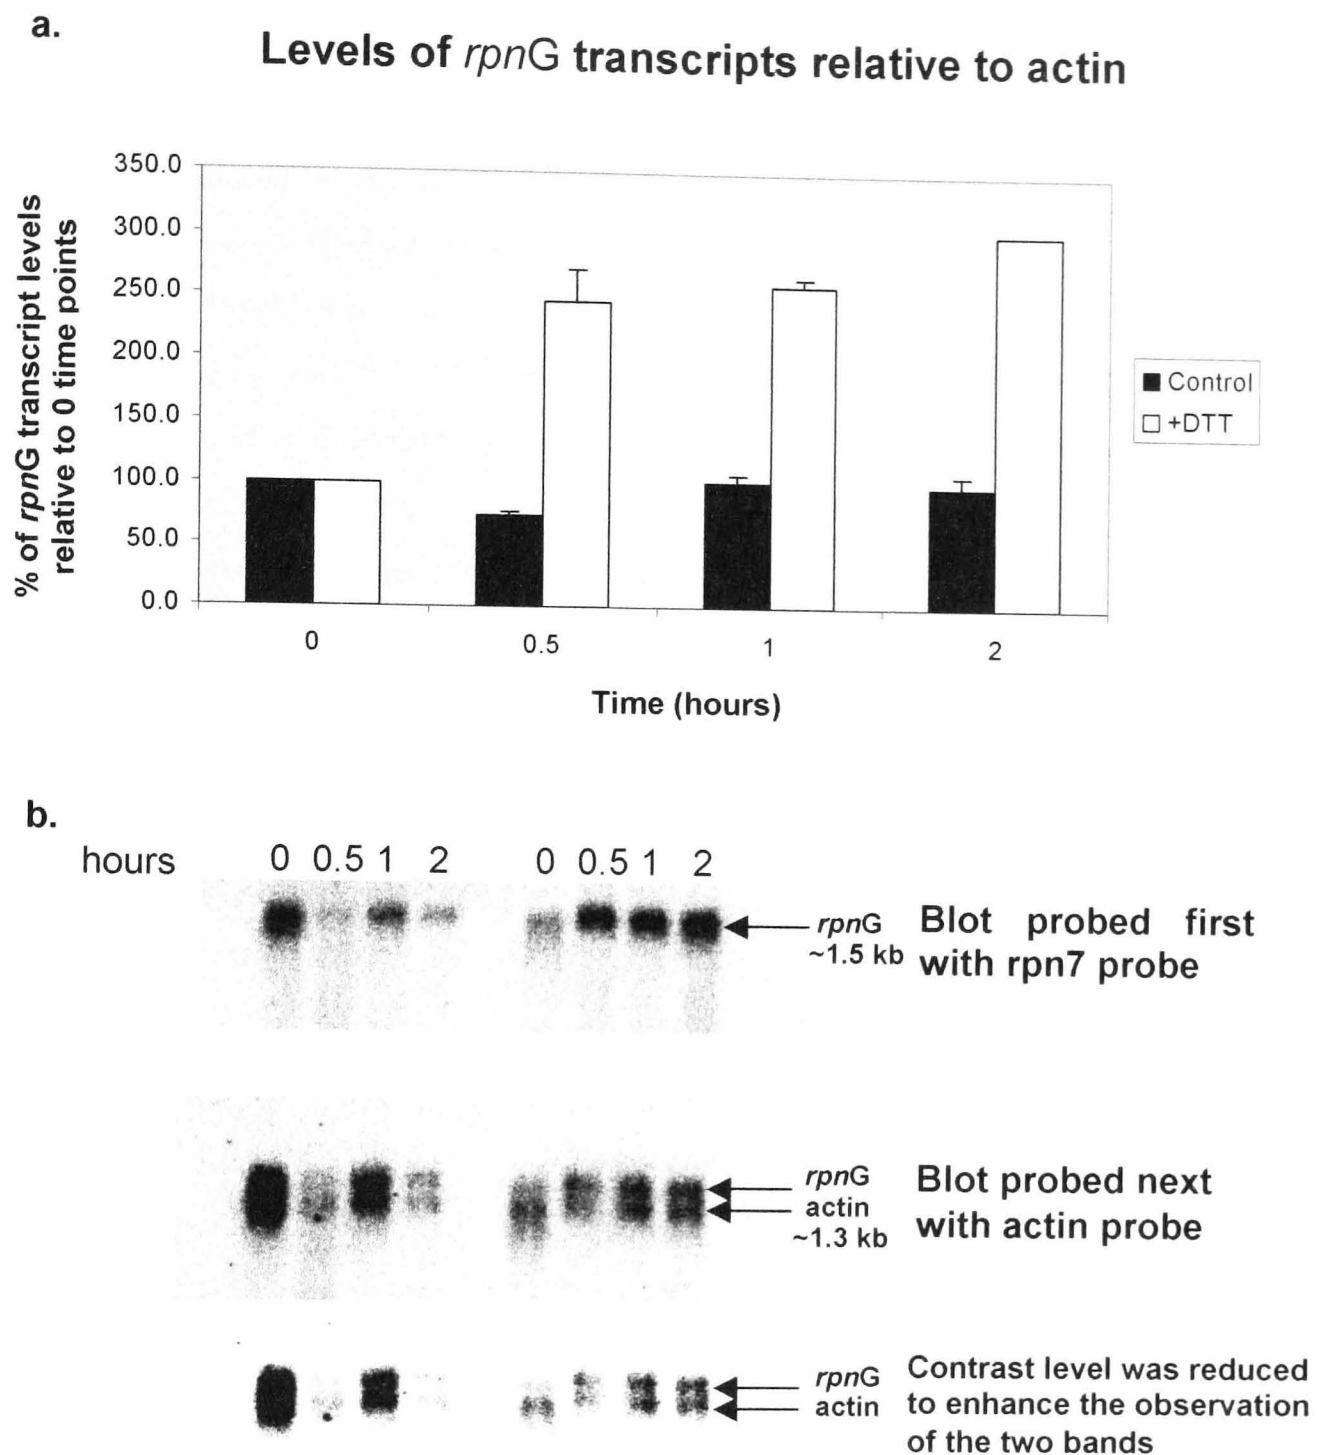 a.
Levels of rpnG transcripts relative to actin
% of rpnG transcript levels
relative to 0 time points
350.0
300.0
250.0
200.0
150.0
100.0
50.0
0.0
0 0.5 1 2
Time (hours)
Control
+DTT
b.
hours 0 0.5 1 2 0 0.5 1 2
rpnG
~1.5 kb
Blot probed first
with rpn7 probe
rpnG
actin
~1.3 kb
Blot probed next
with actin probe
rpnG
actin
Contrast level was reduced
to enhance the observation
of the two bands